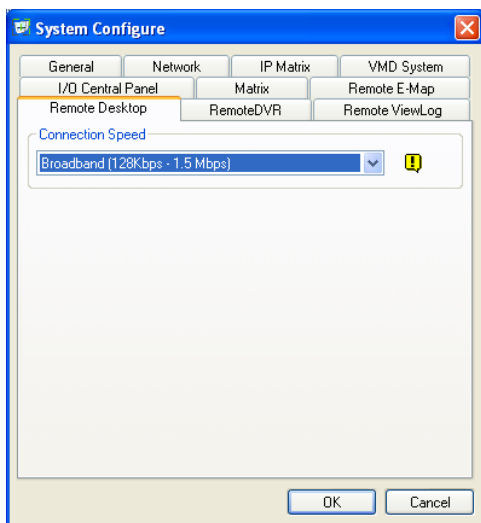 System Configure
General Network IP Matrix VMD System
I/O Central Panel Matrix Remote E-Map
Remote Desktop RemoteDVR Remote ViewLog
Connection Speed
Broadband (128Kbps - 1.5 Mbps)
OK Cancel